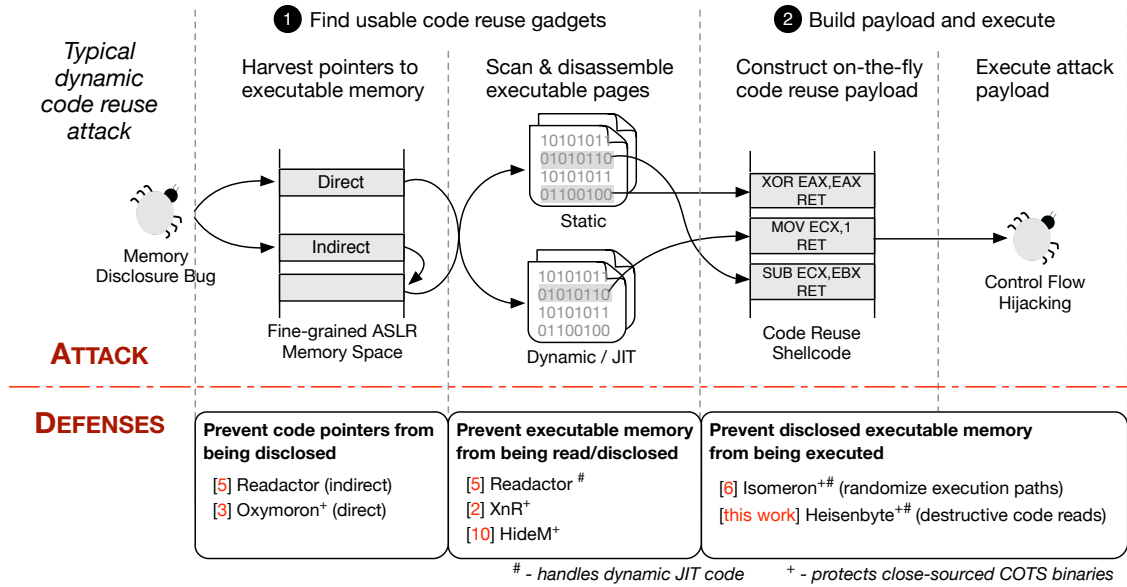 1 Find usable code reuse gadgets
2 Build payload and execute
Typical
dynamic
code reuse
attack
Harvest pointers to
executable memory
Scan & disassemble
executable pages
Construct on-the-fly
code reuse payload
Execute attack
payload
Memory
Disclosure Bug
Direct
Indirect
Fine-grained ASLR
Memory Space
10101011
01010110
10101011
01100100
Static
10101011
01010110
10101011
01100100
Dynamic / JIT
XOR EAX,EAX
RET
MOV ECX,1
RET
SUB ECX,EBX
RET
Code Reuse
Shellcode
Control Flow
Hijacking
ATTACK
DEFENSES
Prevent code pointers from
being disclosed
[5] Readactor (indirect)
[3] Oxymoron+ (direct)
Prevent executable memory
from being read/disclosed
[5] Readactor #
[2] XnR+
[10] HideM+
Prevent disclosed executable memory
from being executed
[6] Isomeron+# (randomize execution paths)
[this work] Heisenbyte+# (destructive code reads)
# - handles dynamic JIT code
+ - protects close-sourced COTS binaries